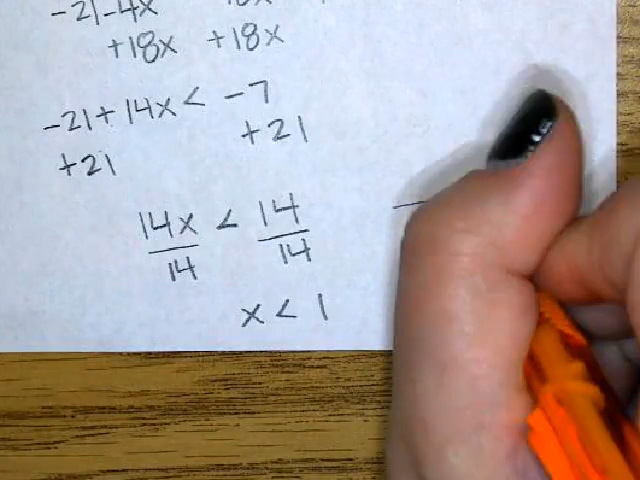 -21-4x
+18x +18x
-21+14x < -7
+21 +21
14x < 14
14 14
x < 1